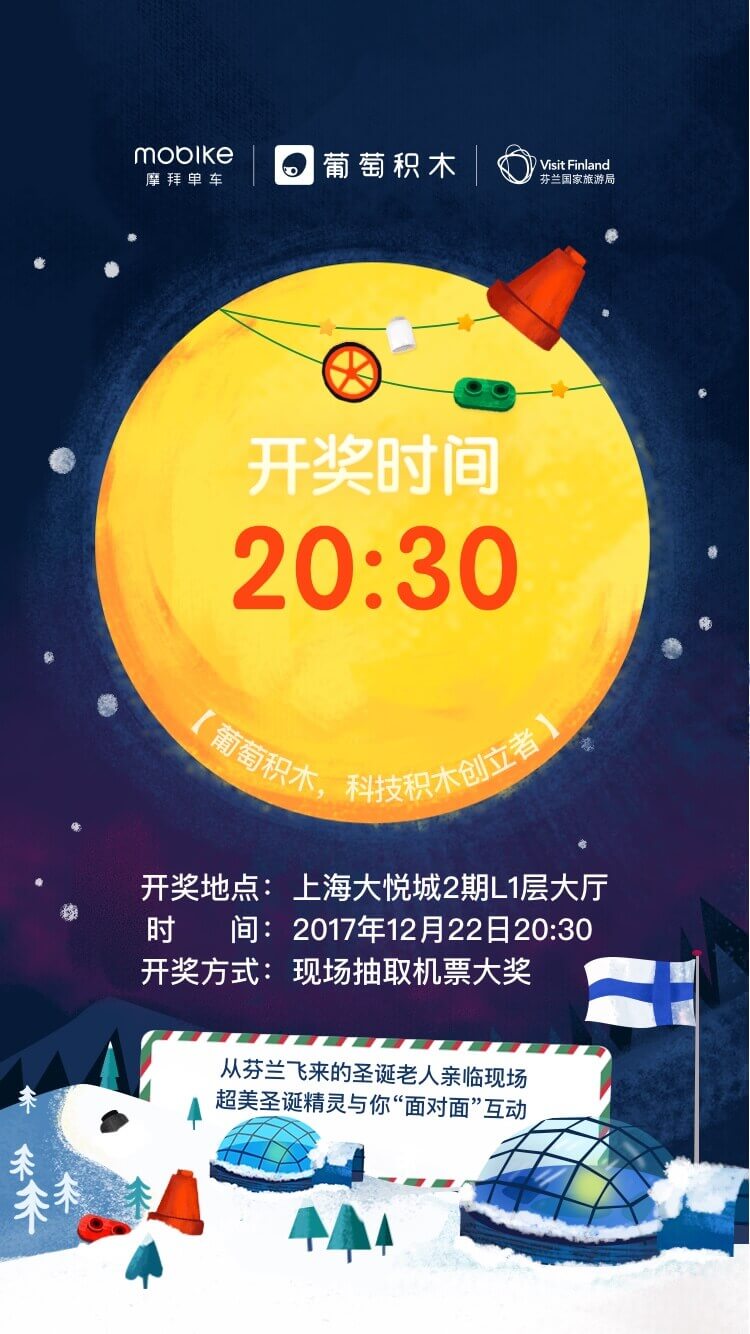 mobike
摩拜单车
葡萄积木
Visit Finland
芬兰国家旅游局
开奖时间
20:30
【葡萄积木，科技积木创立者】
开奖地点：上海大悦城2期L1层大厅
时 间：2017年12月22日20:30
开奖方式：现场抽取机票大奖
从芬兰飞来的圣诞老人亲临现场
超美圣诞精灵与你“面对面”互动